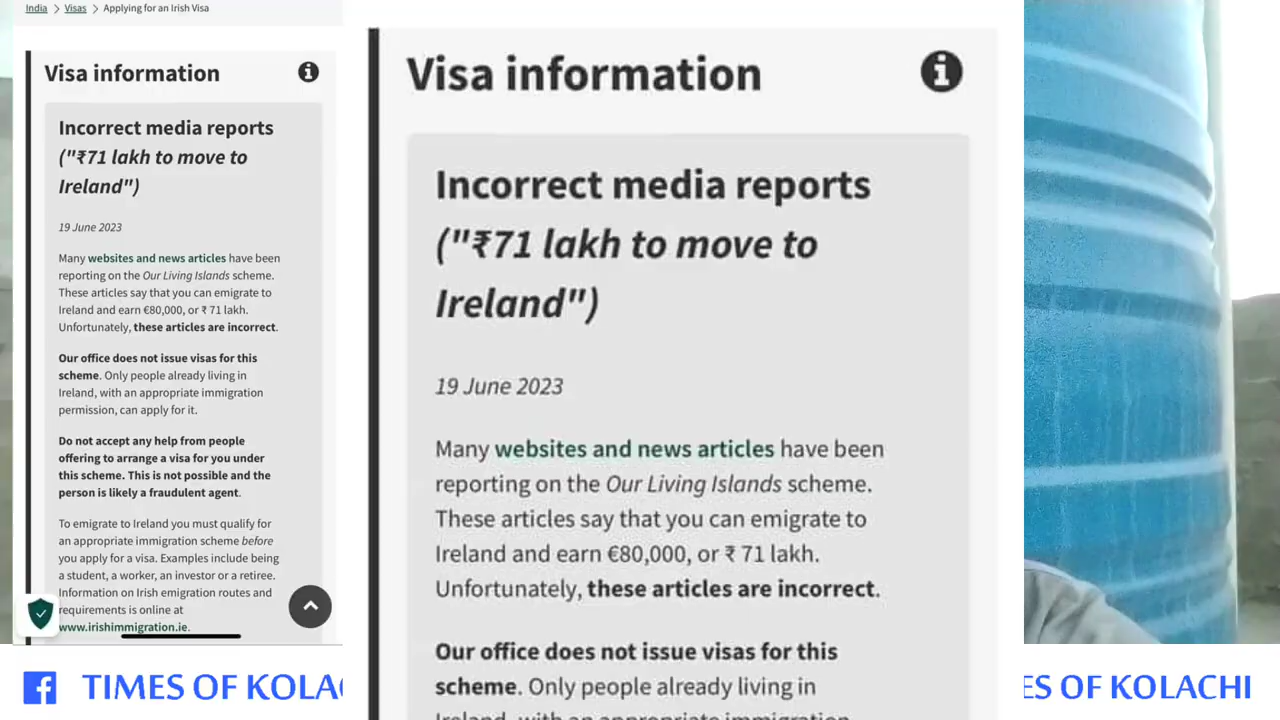 India > Visas > Applying for an Irish Visa
Visa information
Incorrect media reports
("₹71 lakh to move to
Ireland")
19 June 2023
Many websites and news articles have been
reporting on the Our Living Islands scheme.
These articles say that you can emigrate to
Ireland and earn €80,000, or ₹ 71 lakh.
Unfortunately, these articles are incorrect.
Our office does not issue visas for this
scheme. Only people already living in
Ireland, with an appropriate immigration
permission, can apply for it.
Do not accept any help from people
offering to arrange a visa for you under
this scheme. This is not possible and the
person is likely a fraudulent agent.
To emigrate to Ireland you must qualify for
an appropriate immigration scheme before
you apply for a visa. Examples include being
a student, a worker, an investor or a retiree.
Information on Irish emigration routes and
requirements is online at
www.irishimmigration.ie.
Visa information
Incorrect media reports
("₹71 lakh to move to
Ireland")
19 June 2023
Many websites and news articles have been
reporting on the Our Living Islands scheme.
These articles say that you can emigrate to
Ireland and earn €80,000, or ₹ 71 lakh.
Unfortunately, these articles are incorrect.
Our office does not issue visas for this
scheme. Only people already living in
Ireland, with an appropriate immigration
TIMES OF KOLAC
ES OF KOLACHI